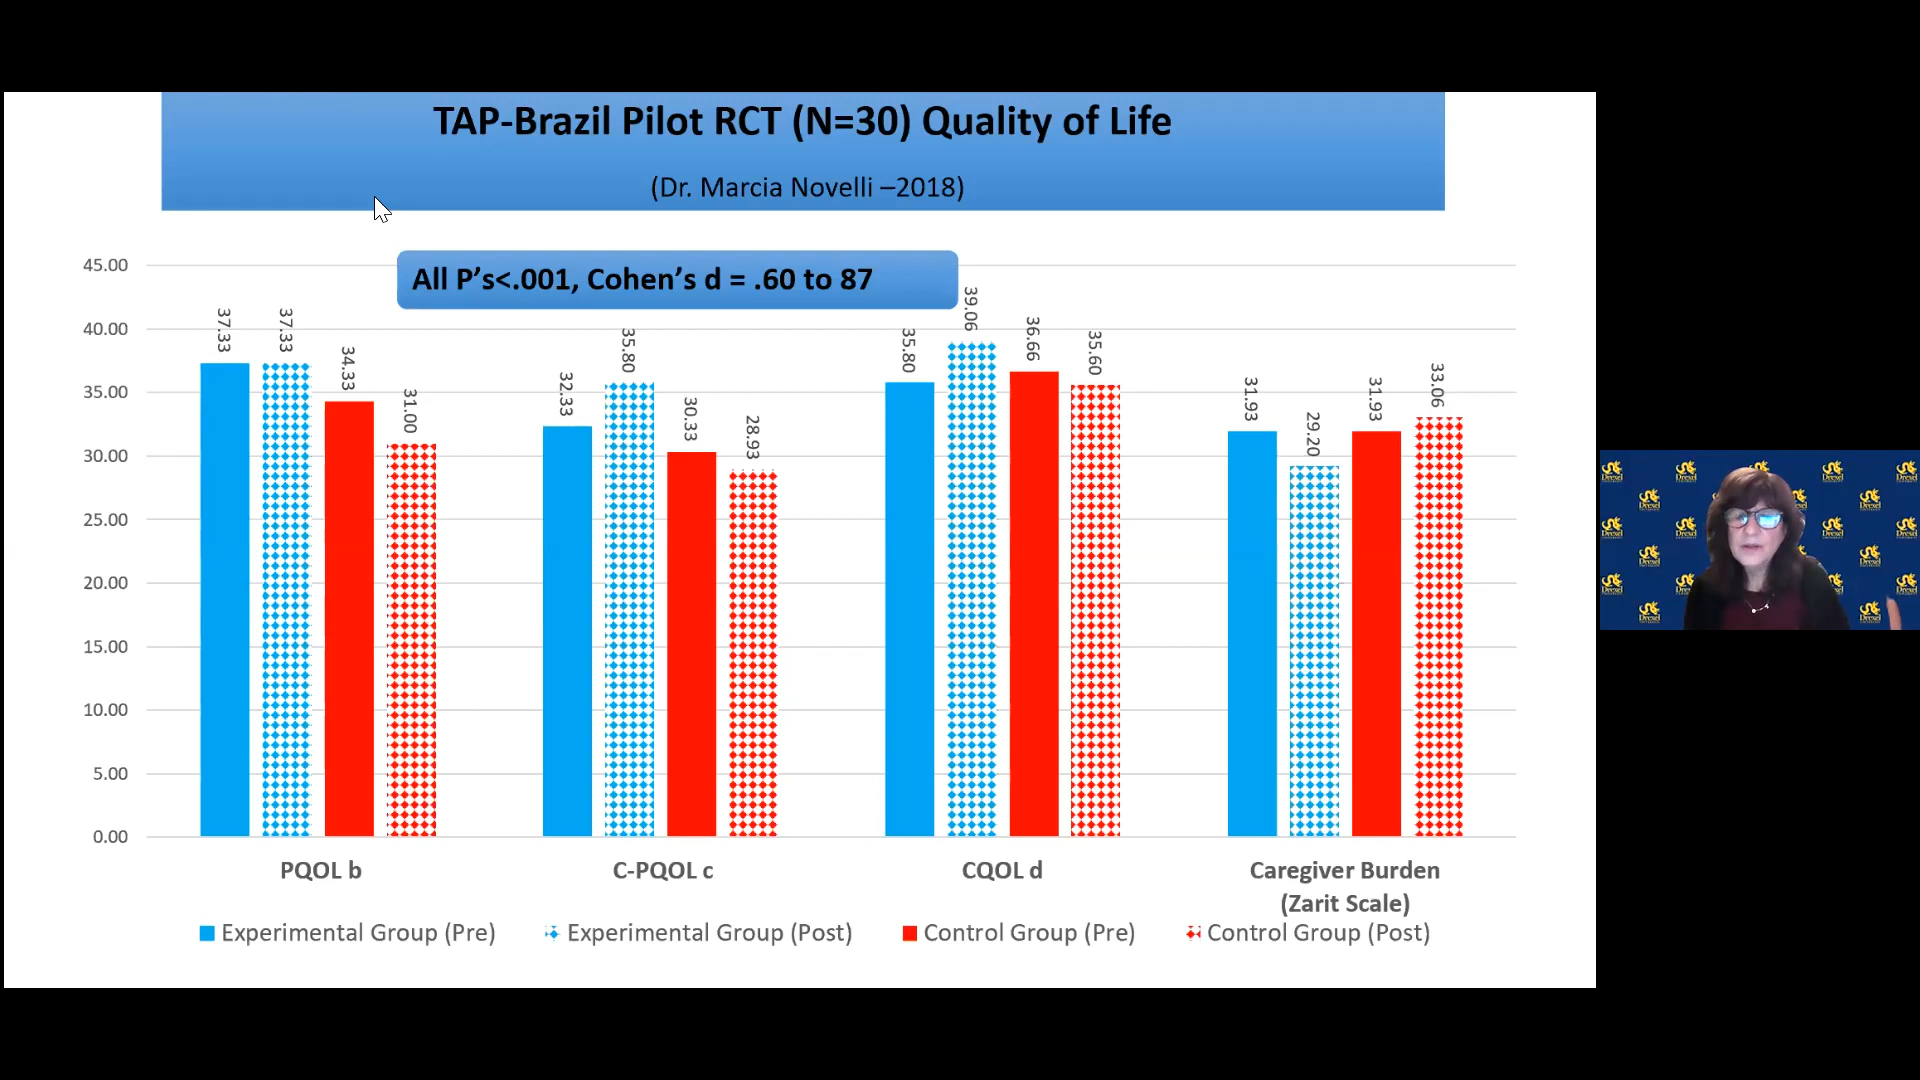 TAP-Brazil Pilot RCT (N=30) Quality of Life
(Dr. Marcia Novelli –2018)
All P's<.001, Cohen's d = .60 to 87
45.00
40.00
35.00
30.00
25.00
20.00
15.00
10.00
5.00
0.00
37.33
37.33
34.33
31.00
32.33
35.80
30.33
28.93
35.80
39.06
36.66
35.60
31.93
29.20
31.93
33.06
PQOL b
C-PQOL c
CQOL d
Caregiver Burden
(Zarit Scale)
Experimental Group (Pre)
Experimental Group (Post)
Control Group (Pre)
Control Group (Post)
Drexel